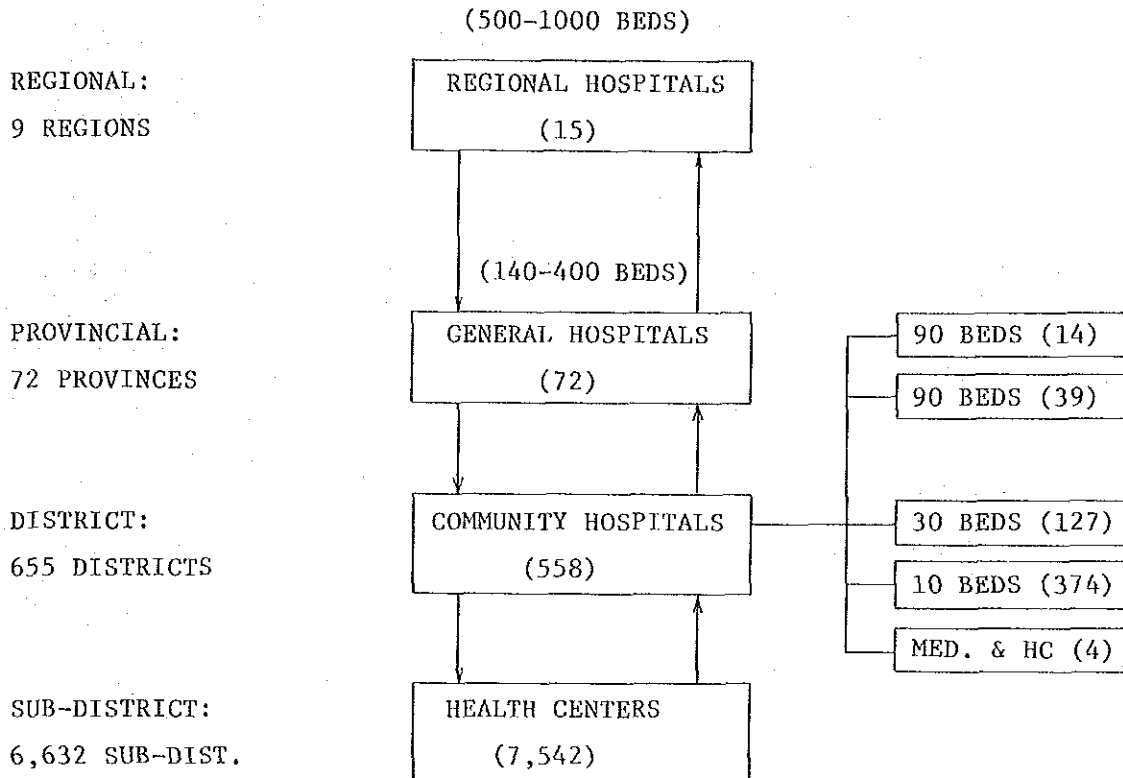 (500-1000 BEDS)
REGIONAL:
9 REGIONS
REGIONAL HOSPITALS
(15)
(140-400 BEDS)
PROVINCIAL:
72 PROVINCES
GENERAL HOSPITALS
(72)
90 BEDS (14)
90 BEDS (39)
DISTRICT:
655 DISTRICTS
COMMUNITY HOSPITALS
(558)
30 BEDS (127)
10 BEDS (374)
MED. & HC (4)
SUB-DISTRICT:
6,632 SUB-DIST.
HEALTH CENTERS
(7,542)